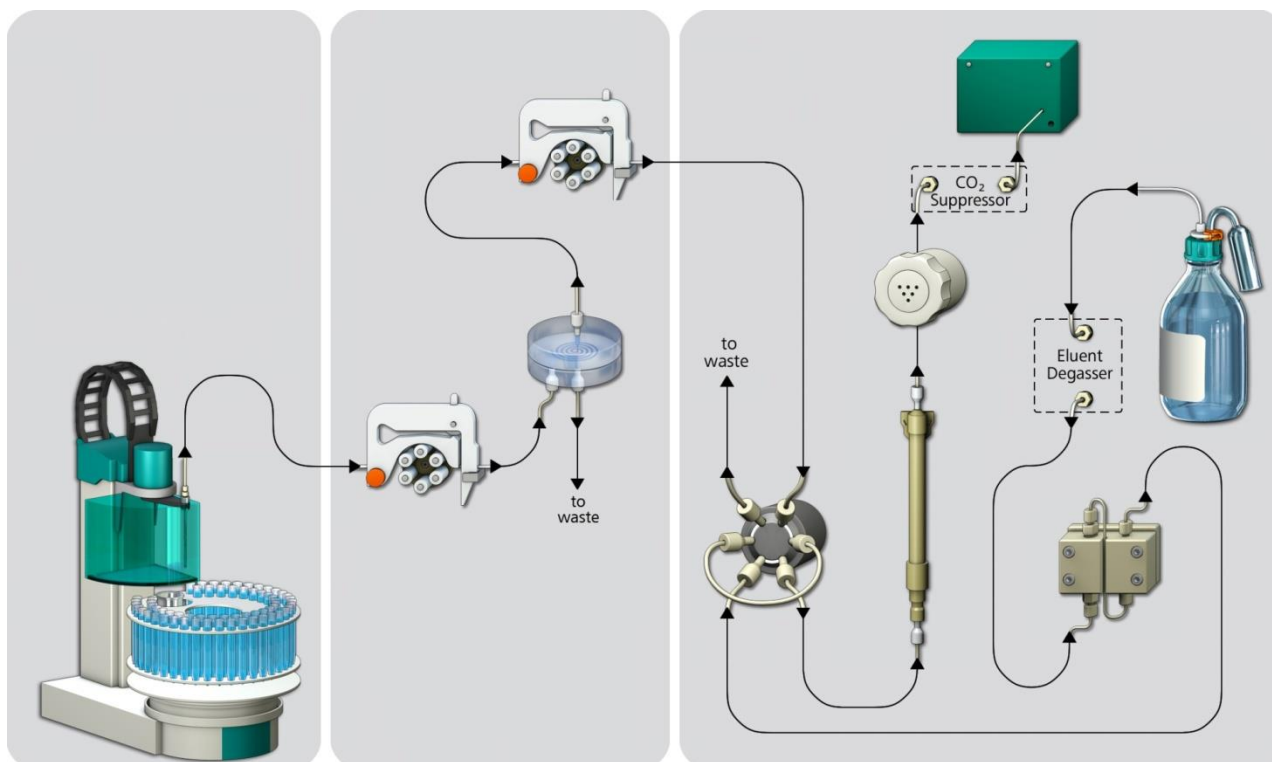 CO₂
Suppressor
Eluent
Degasser
to
waste
to
waste